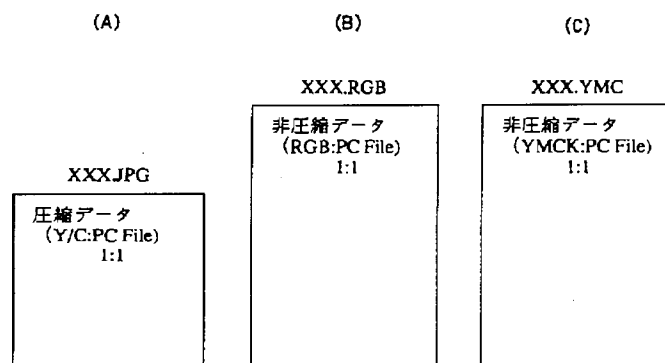 (A)
(B)
(C)
XXX.JPG
圧縮データ
(Y/C:PC File)
1:1
XXX.RGB
非圧縮データ
(RGB:PC File)
1:1
XXX.YMC
非圧縮データ
(YMCK:PC File)
1:1